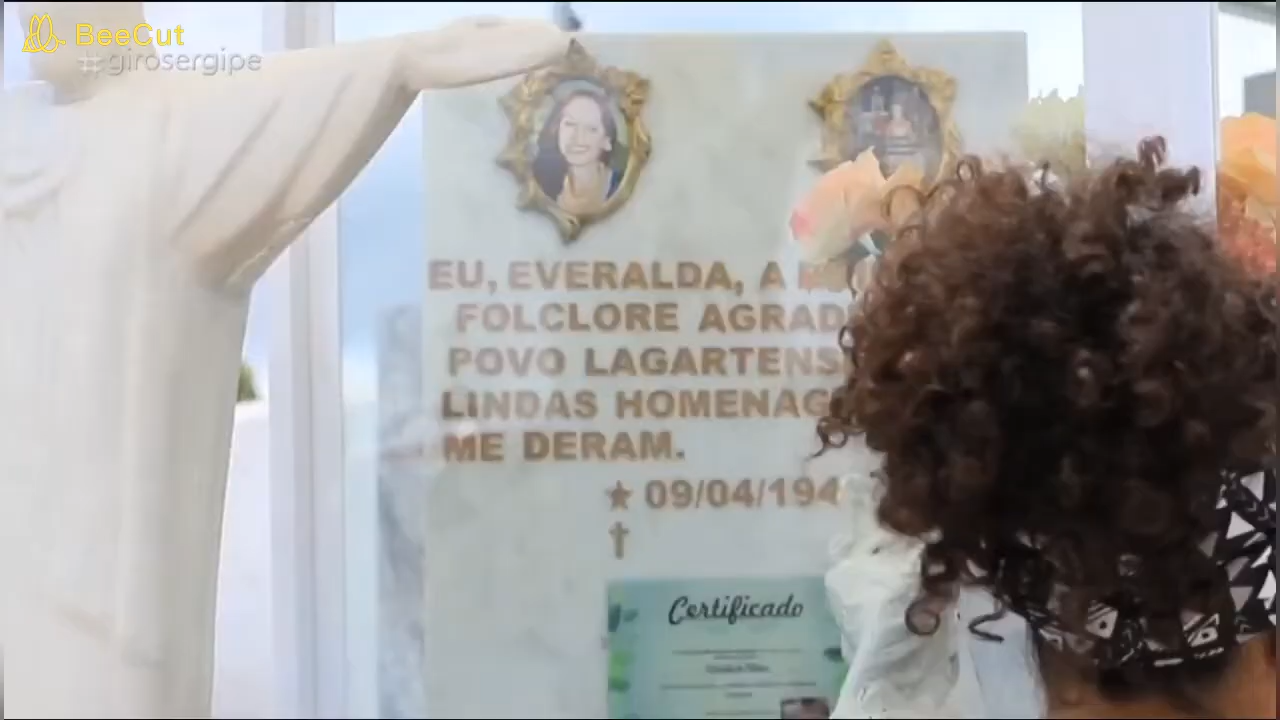 BeeCut
#girosergipe
EU, EVERALDA, A
FOLCLORE AGRAD
POVO LAGARTENS
LINDAS HOMENAG
ME DERAM.
★ 09/04/194
†
Certificado